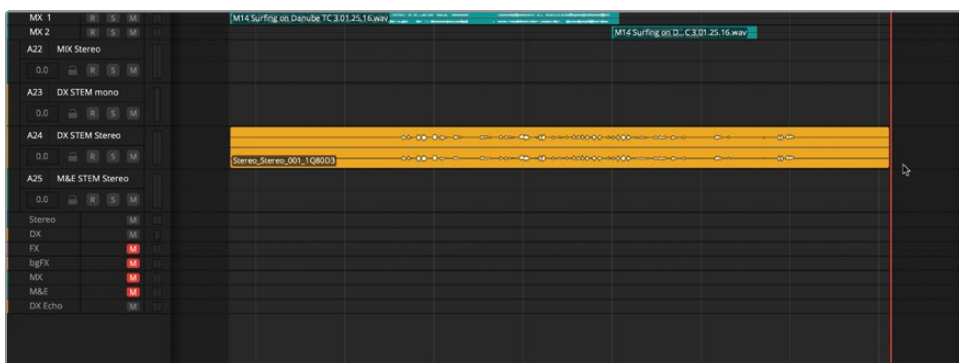 MX 1 R S M M14 Surfing on Danube TC 3.01.25.16.wav
MX 2 R S M M14 Surfing on D...C 3.01.25.16.wav
A22 MIX Stereo
0.0 R S M
A23 DX STEM mono
0.0 R S M
A24 DX STEM Stereo
0.0 R S M Stereo_Stereo_001_1Q80D3
A25 M&E STEM Stereo
0.0 R S M
Stereo M
DX M
FX M
bgFX M
MX M
M&E M
DX Echo M